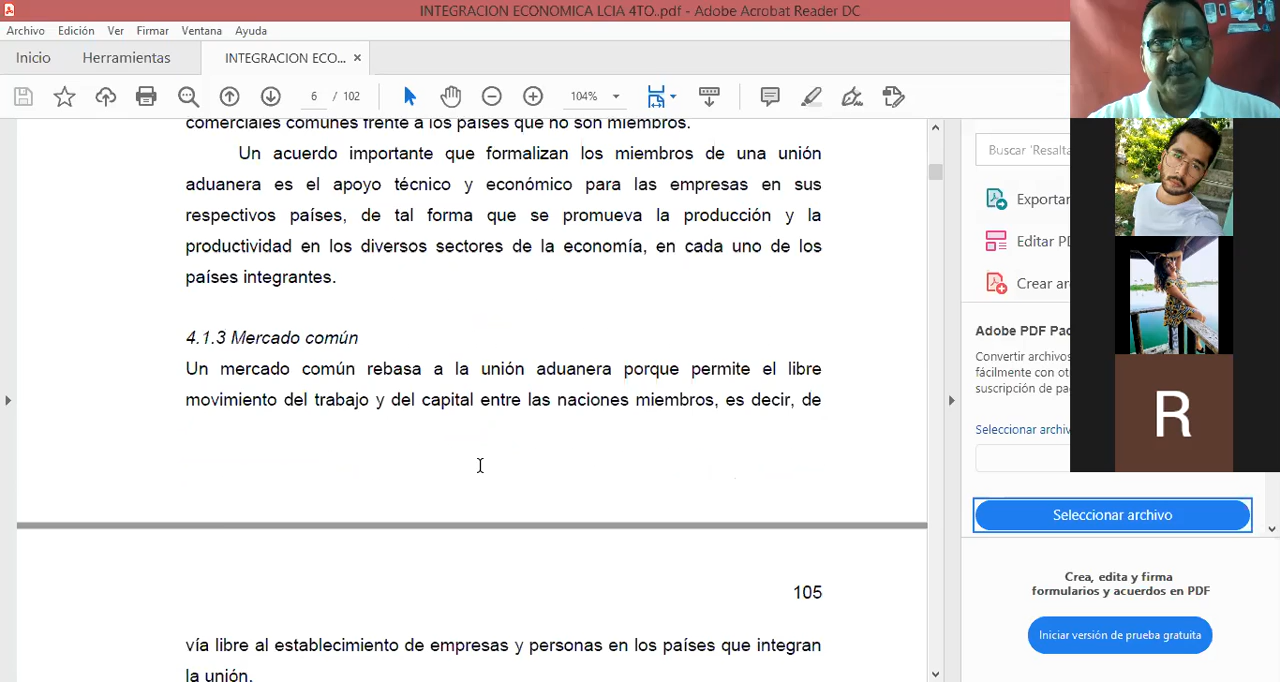 INTEGRACION ECONOMICA LCIA 4TO..pdf - Adobe Acrobat Reader DC
Archivo Edición Ver Firmar Ventana Ayuda
Inicio Herramientas INTEGRACION ECO... ×
6 / 102 104%
comerciales comunes frente a los países que no son miembros.
Un acuerdo importante que formalizan los miembros de una unión
aduanera es el apoyo técnico y económico para las empresas en sus
respectivos países, de tal forma que se promueva la producción y la
productividad en los diversos sectores de la economía, en cada uno de los
países integrantes.
4.1.3 Mercado común
Un mercado común rebasa a la unión aduanera porque permite el libre
movimiento del trabajo y del capital entre las naciones miembros, es decir, de
105
vía libre al establecimiento de empresas y personas en los países que integran
la unión.
Buscar 'Resalta
Exportar
Editar PD
Crear ar
Adobe PDF Pac
Convertir archivos
fácilmente con ot
suscripción de pa
Seleccionar archiv
Seleccionar archivo
Crea, edita y firma
formularios y acuerdos en PDF
Iniciar versión de prueba gratuita
R